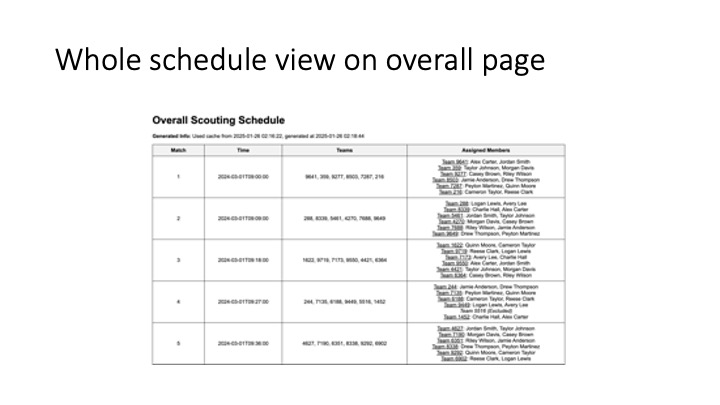 Whole schedule view on overall page
Overall Scouting Schedule
Generated Info: Used cache from 2025-01-26 02:16:22, generated at 2025-01-26 02:18:44
Match Time Teams Assigned Members
Team 9641: Alex Carter, Jordan Smith
Team 359: Taylor Johnson, Morgan Davis
Team 9277: Casey Brown, Riley Wilson
1 2024-03-01T09:00:00 9641, 359, 9277, 8503, 7287, 216
Team 8503: Jamie Anderson, Drew Thompson
Team 7287: Peyton Martinez, Quinn Moore
Team 216: Cameron Taylor, Reese Clark
Team 288: Logan Lewis, Avery Lee
Team 8339: Charlie Hall, Alex Carter
Team 5461: Jordan Smith, Taylor Johnson
2 2024-03-01T09:09:00 288, 8339, 5461, 4270, 7688, 9649
Team 4270: Morgan Davis, Casey Brown
Team 7688: Riley Wilson, Jamie Anderson
Team 9649: Drew Thompson, Peyton Martinez
Team 1622: Quinn Moore, Cameron Taylor
Team 9719: Reese Clark, Logan Lewis
Team 7173: Avery Lee, Charlie Hall
3 2024-03-01T09:18:00 1622, 9719, 7173, 9550, 4421, 6364
Team 9550: Alex Carter, Jordan Smith
Team 4421: Taylor Johnson, Morgan Davis
Team 6364: Casey Brown, Riley Wilson
Team 244: Jamie Anderson, Drew Thompson
Team 7135: Peyton Martinez, Quinn Moore
Team 6188: Cameron Taylor, Reese Clark
4 2024-03-01T09:27:00 244, 7135, 6188, 9449, 5516, 1452
Team 9449: Logan Lewis, Avery Lee
Team 5516 (Excluded)
Team 1452: Charlie Hall, Alex Carter
Team 4627: Jordan Smith, Taylor Johnson
Team 7190: Morgan Davis, Casey Brown
Team 6351: Riley Wilson, Jamie Anderson
5 2024-03-01T09:36:00 4627, 7190, 6351, 8338, 9292, 6902
Team 8338: Drew Thompson, Peyton Martinez
Team 9292: Quinn Moore, Cameron Taylor
Team 6902: Reese Clark, Logan Lewis